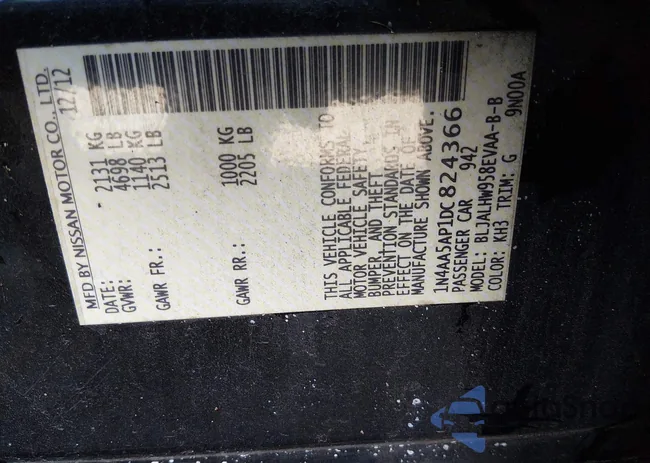 MFD BY NISSAN MOTOR CO., LTD.
DATE: 12/12
GVWR: 2131 KG
4698 LB
GAWR FR.: 1140 KG
2513 LB
GAWR RR.: 1000 KG
2205 LB
THIS VEHICLE CONFORMS TO
ALL APPLICABLE FEDERAL
MOTOR VEHICLE SAFETY,
BUMPER, AND THEFT
PREVENTION STANDARDS IN
EFFECT ON THE DATE OF
MANUFACTURE SHOWN ABOVE.
1N4AA5AP1DC824366
PASSENGER CAR 942
MODEL: BLJALHW958EVAA-B-B
COLOR: KH3 TRIM: G 9N00A